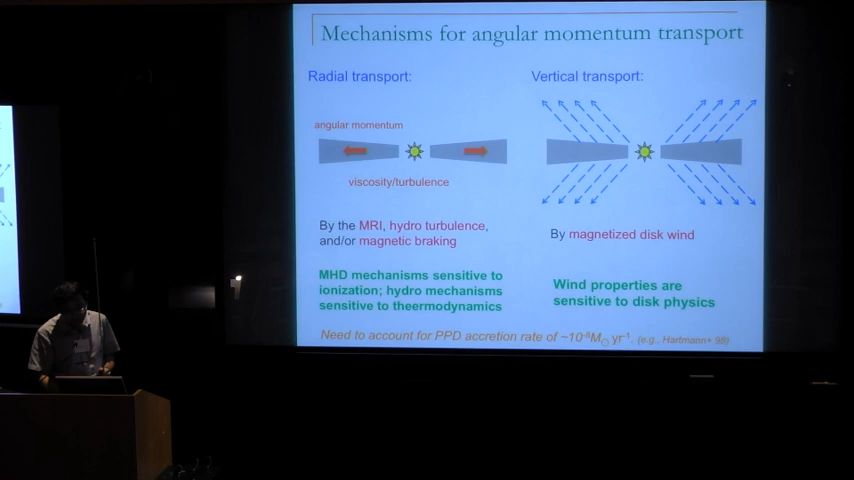 Mechanisms for angular momentum transport
Radial transport:
Vertical transport:
angular momentum
viscosity/turbulence
By the MRI, hydro turbulence,
and/or magnetic braking
By magnetized disk wind
MHD mechanisms sensitive to
ionization; hydro mechanisms
sensitive to theermodynamics
Wind properties are
sensitive to disk physics
Need to account for PPD accretion rate of ~10⁻⁸M☉ yr⁻¹. (e.g., Hartmann+ 98)